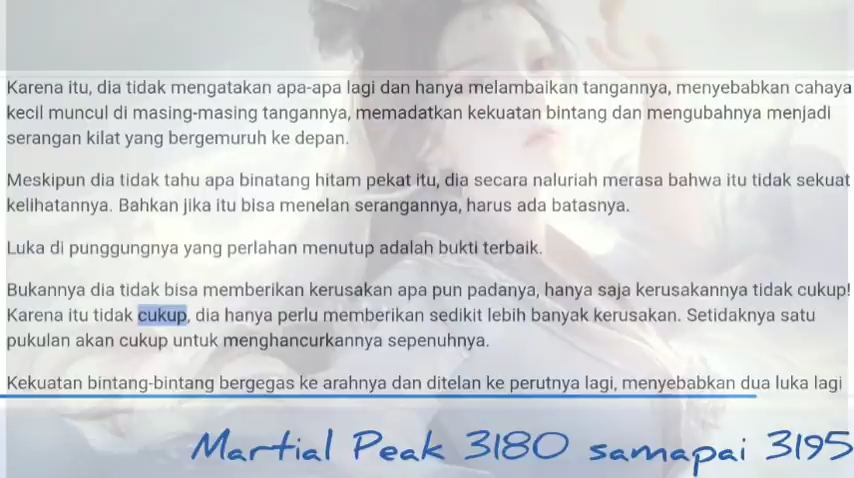 Karena itu, dia tidak mengatakan apa-apa lagi dan hanya melambaikan tangannya, menyebabkan cahaya
kecil muncul di masing-masing tangannya, memadatkan kekuatan bintang dan mengubahnya menjadi
serangan kilat yang bergemuruh ke depan.
Meskipun dia tidak tahu apa binatang hitam pekat itu, dia secara naluriah merasa bahwa itu tidak sekuat
kelihatannya. Bahkan jika itu bisa menelan serangannya, harus ada batasnya.
Luka di punggungnya yang perlahan menutup adalah bukti terbaik.
Bukannya dia tidak bisa memberikan kerusakan apa pun padanya, hanya saja kerusakannya tidak cukup!
Karena itu tidak cukup, dia hanya perlu memberikan sedikit lebih banyak kerusakan. Setidaknya satu
pukulan akan cukup untuk menghancurkannya sepenuhnya.
Kekuatan bintang-bintang bergegas ke arahnya dan ditelan ke perutnya lagi, menyebabkan dua luka lagi
Martial Peak 3180 samapai 3195